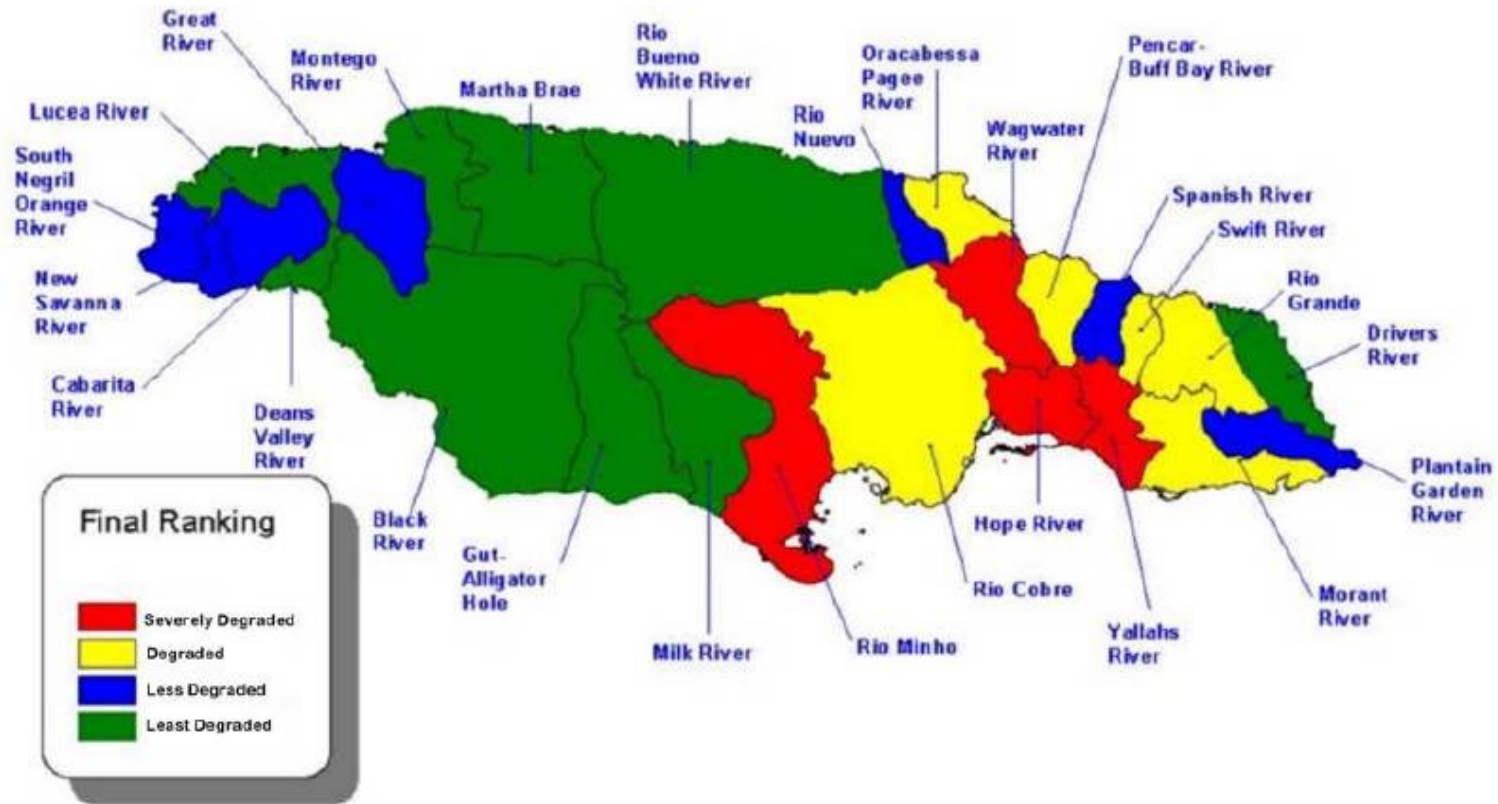 Great
River
Montego
River
Martha Brae
Rio
Bueno
White River
Oracabessa
Pagee
River
Pencar-
Buff Bay River
Lucea River
Rio
Nuevo
Wagwater
River
South
Negril
Orange
River
Spanish River
Swift River
New
Savanna
River
Rio
Grande
Drivers
River
Cabarita
River
Deans
Valley
River
Black
River
Gut-
Alligator
Hole
Milk River
Rio Minho
Hope River
Rio Cobre
Yallahs
River
Morant
River
Plantain
Garden
River
Final Ranking
Severely Degraded
Degraded
Less Degraded
Least Degraded